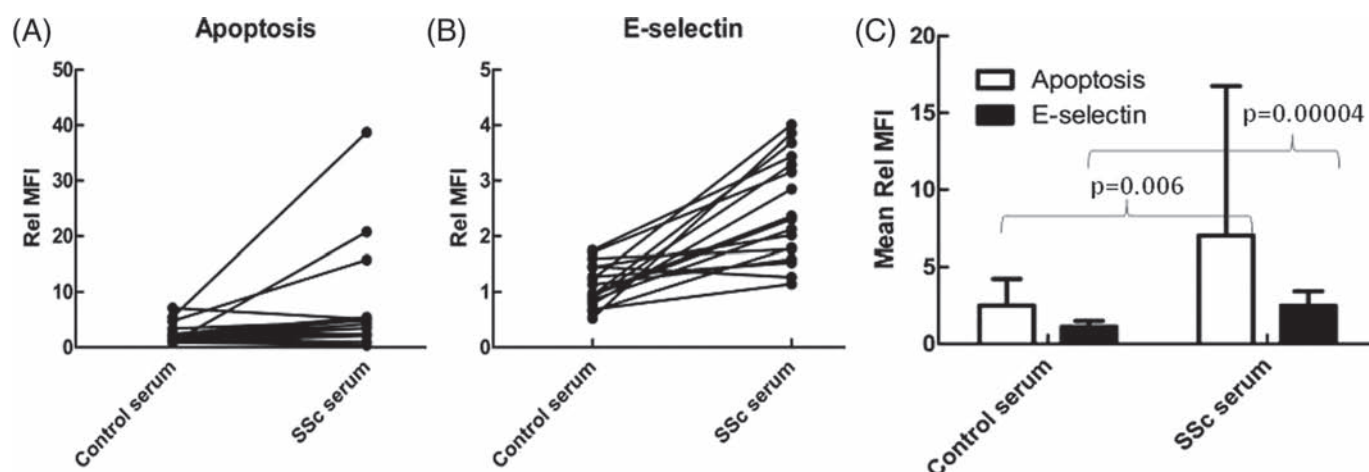 (A)
Apoptosis
Rel MFI
50
40
30
20
10
0
Control serum
SSc serum
(B)
E-selectin
Rel MFI
5
4
3
2
1
0
Control serum
SSc serum
(C)
Mean Rel MFI
20
15
10
5
0
Apoptosis
E-selectin
p=0.00004
p=0.006
Control serum
SSc serum